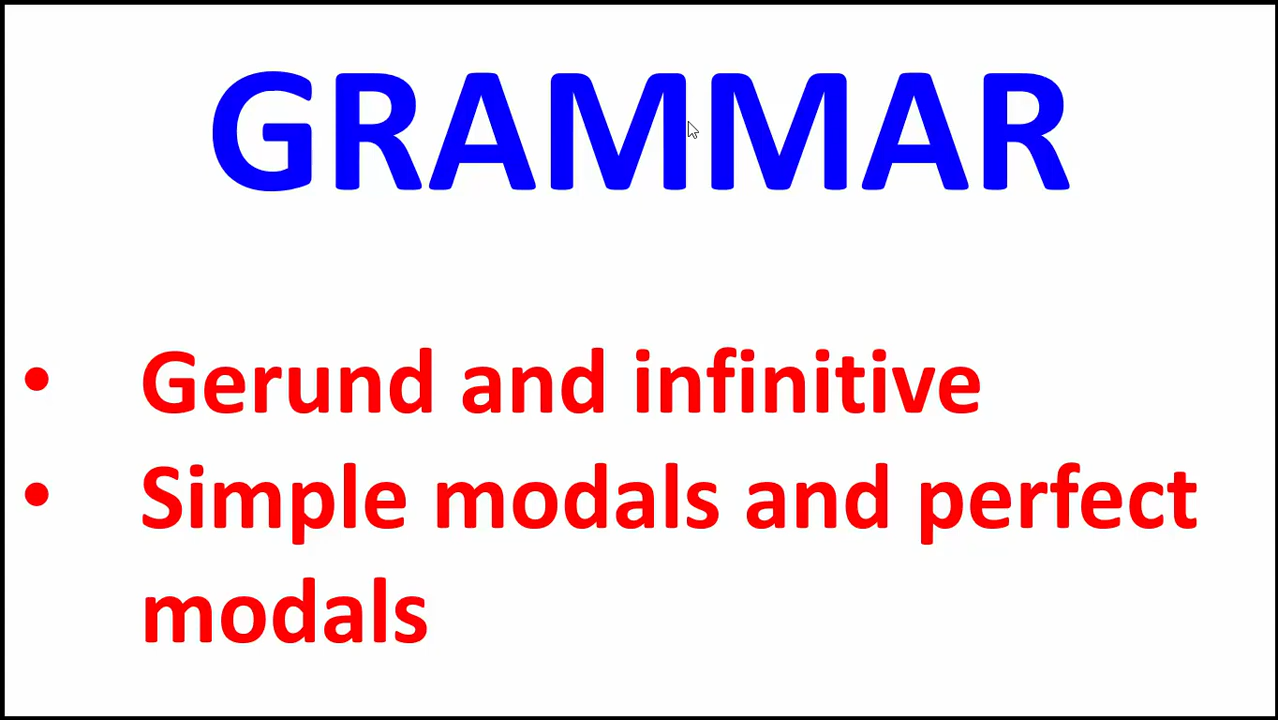 GRAMMAR
• Gerund and infinitive
• Simple modals and perfect
modals